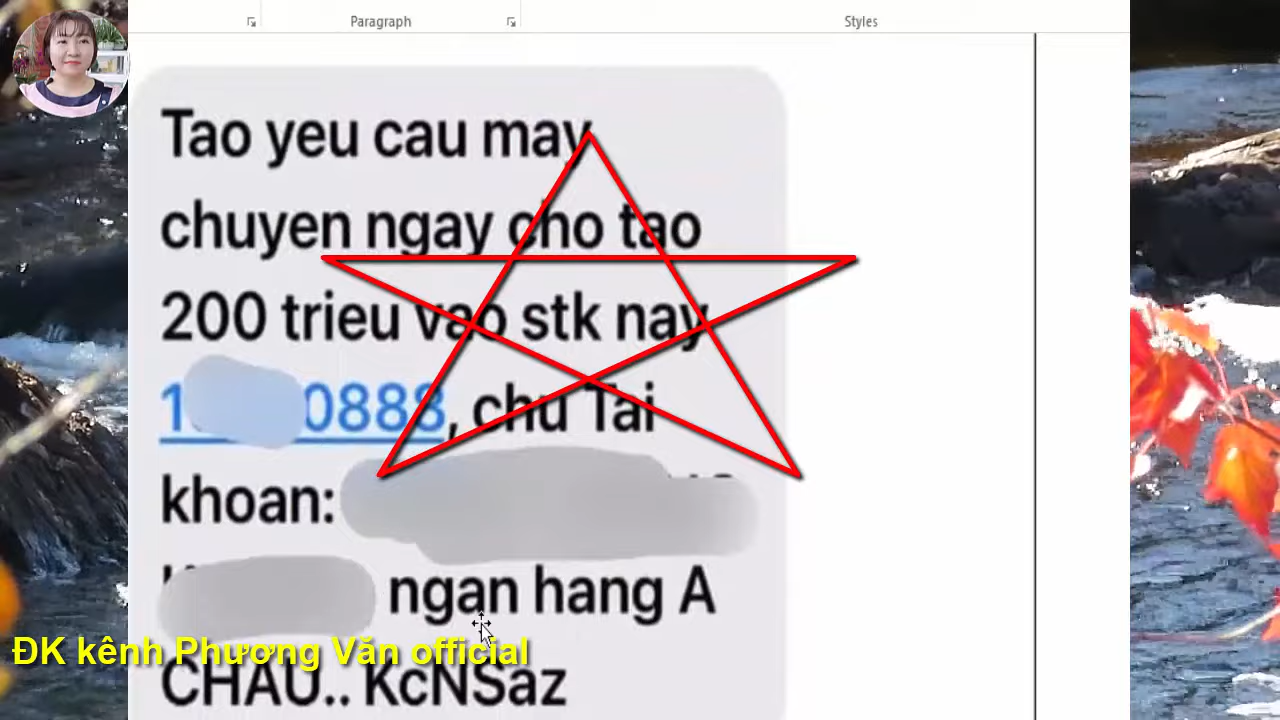 Paragraph
Styles
Tao yeu cau may
chuyen ngay cho tao
200 trieu vao stk nay
1 0888, chu Tai
khoan:
ngan hang A
CHAU.. KcNSaz
ĐK kênh Phương Văn official